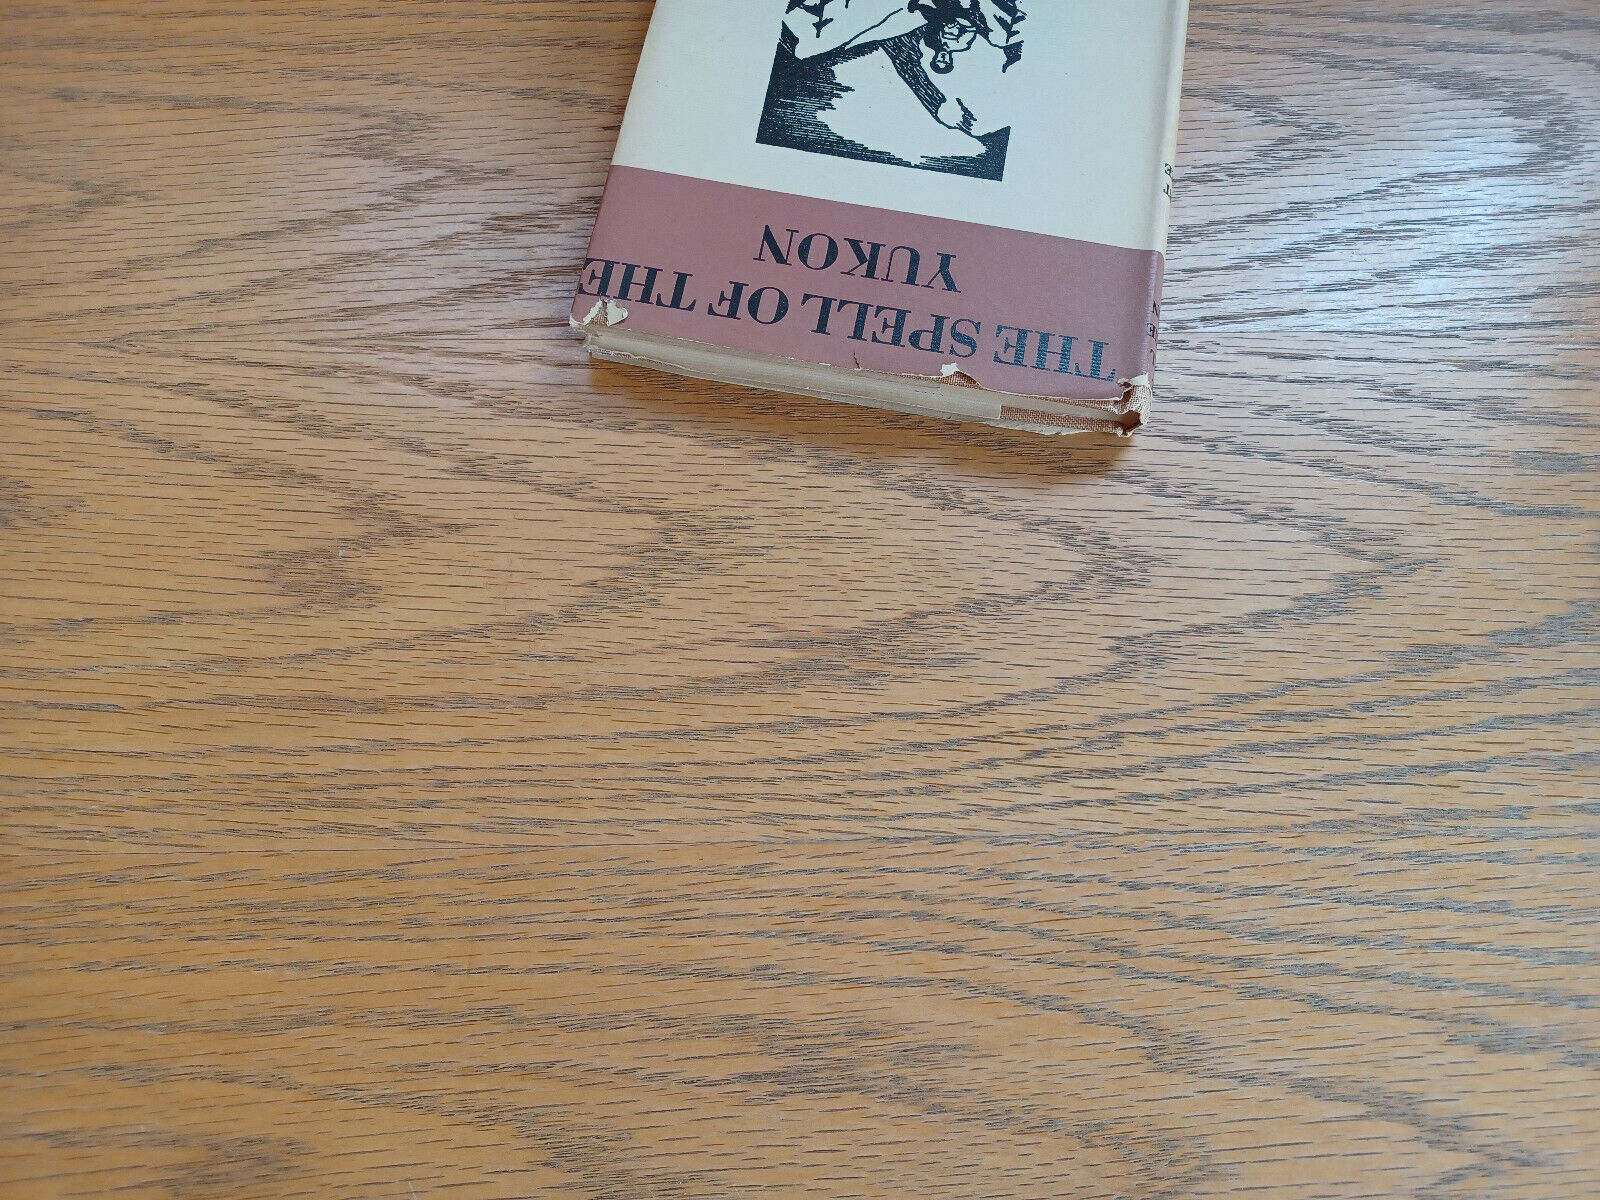 THE SPELL OF THE
YUKON